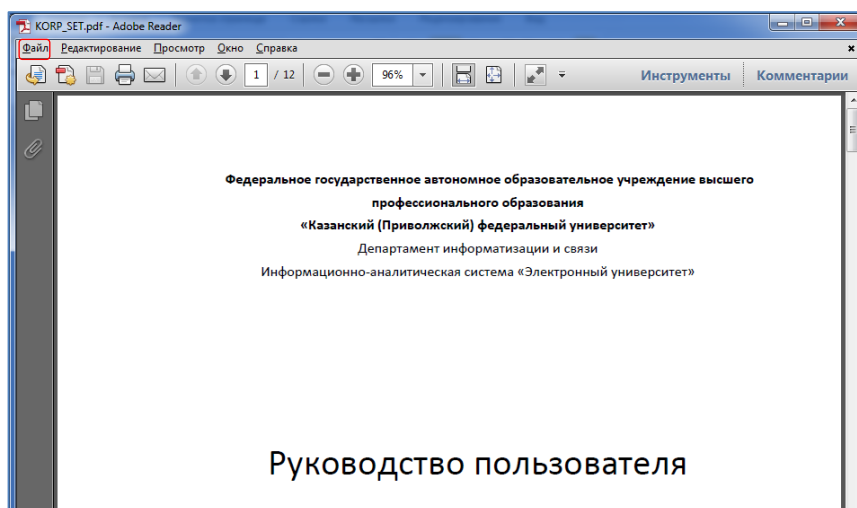 KORP_SET.pdf - Adobe Reader
Файл Редактирование Просмотр Окно Справка
1 / 12 96% Инструменты Комментарии
Федеральное государственное автономное образовательное учреждение высшего
профессионального образования
«Казанский (Приволжский) федеральный университет»
Департамент информатизации и связи
Информационно-аналитическая система «Электронный университет»
Руководство пользователя